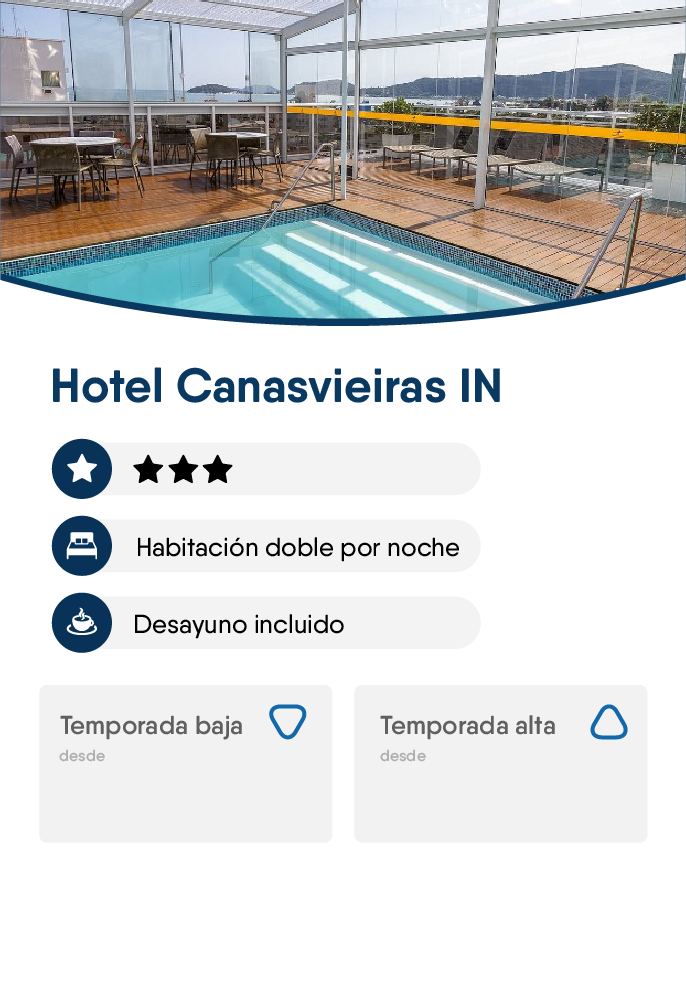 Hotel Canasvieiras IN
Habitación doble por noche
Desayuno incluido
Temporada baja
desde
Temporada alta
desde